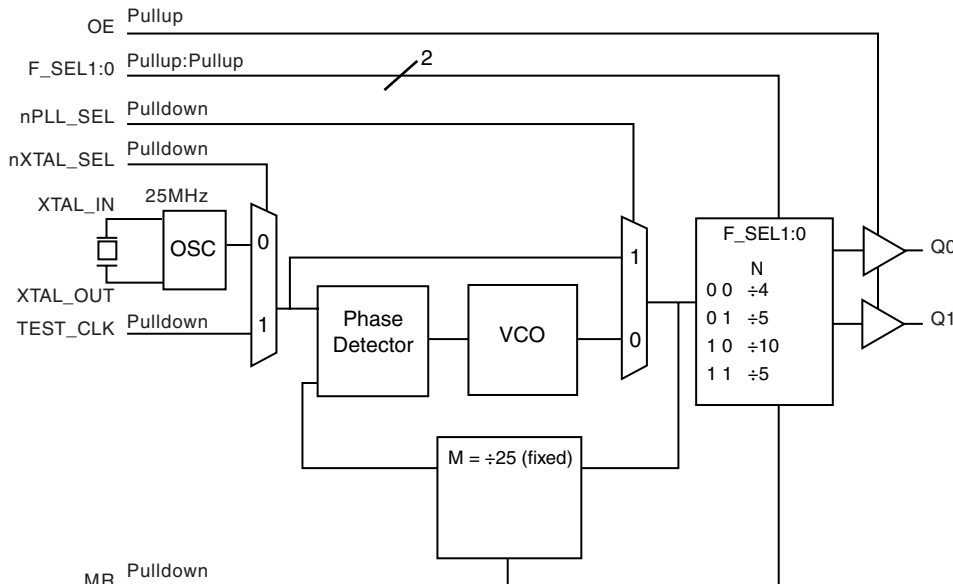 OE Pullup
F_SEL1:0 Pullup:Pullup 2
nPLL_SEL Pulldown
nXTAL_SEL Pulldown
XTAL_IN 25MHz
OSC
0
XTAL_OUT
TEST_CLK Pulldown
1
Phase
Detector
VCO
1
0
F_SEL1:0
N
0 0 ÷4
0 1 ÷5
1 0 ÷10
1 1 ÷5
Q0
Q1
M = ÷25 (fixed)
MR Pulldown